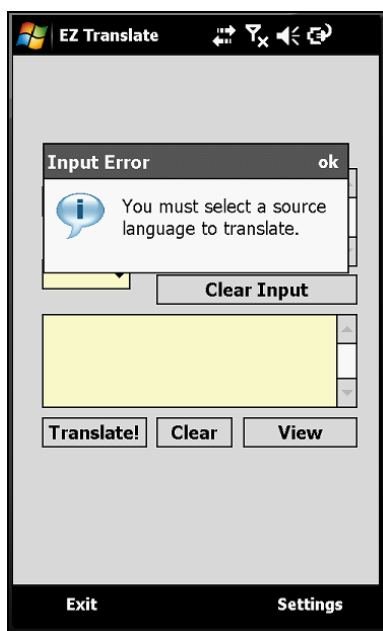 EZ Translate
Input Error ok
You must select a source
language to translate.
Clear Input
Translate! Clear View
Exit Settings